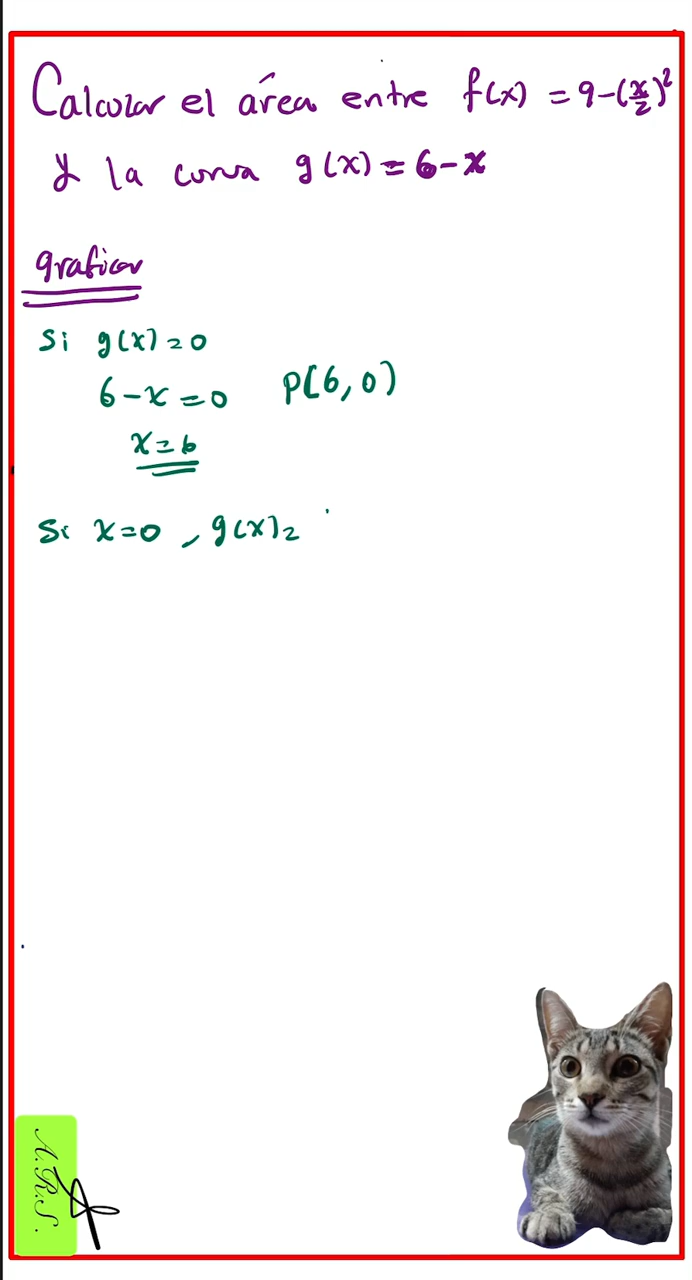 Calcular el área entre f(x) = 9-(x/2)²
y la curva g(x) = 6-x
graficar
Si g(x)=0
6-x=0 P(6,0)
x=6
Si x=0, g(x)=
A.R.S.